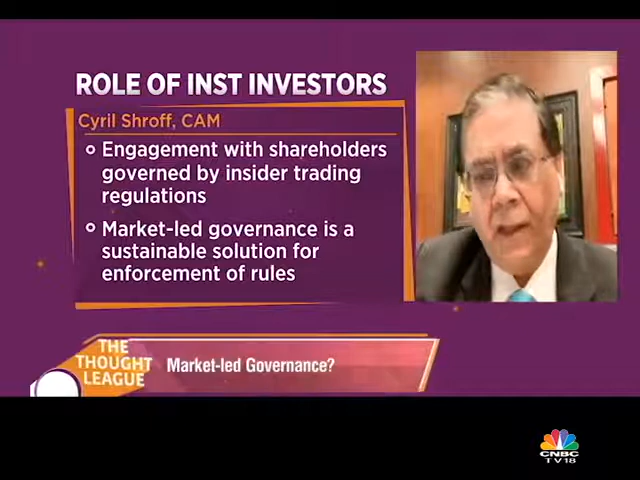 ROLE OF INST INVESTORS
Cyril Shroff, CAM
Engagement with shareholders
governed by insider trading
regulations
Market-led governance is a
sustainable solution for
enforcement of rules
THE
THOUGHT
LEAGUE
Market-led Governance?
CNBC
TV18